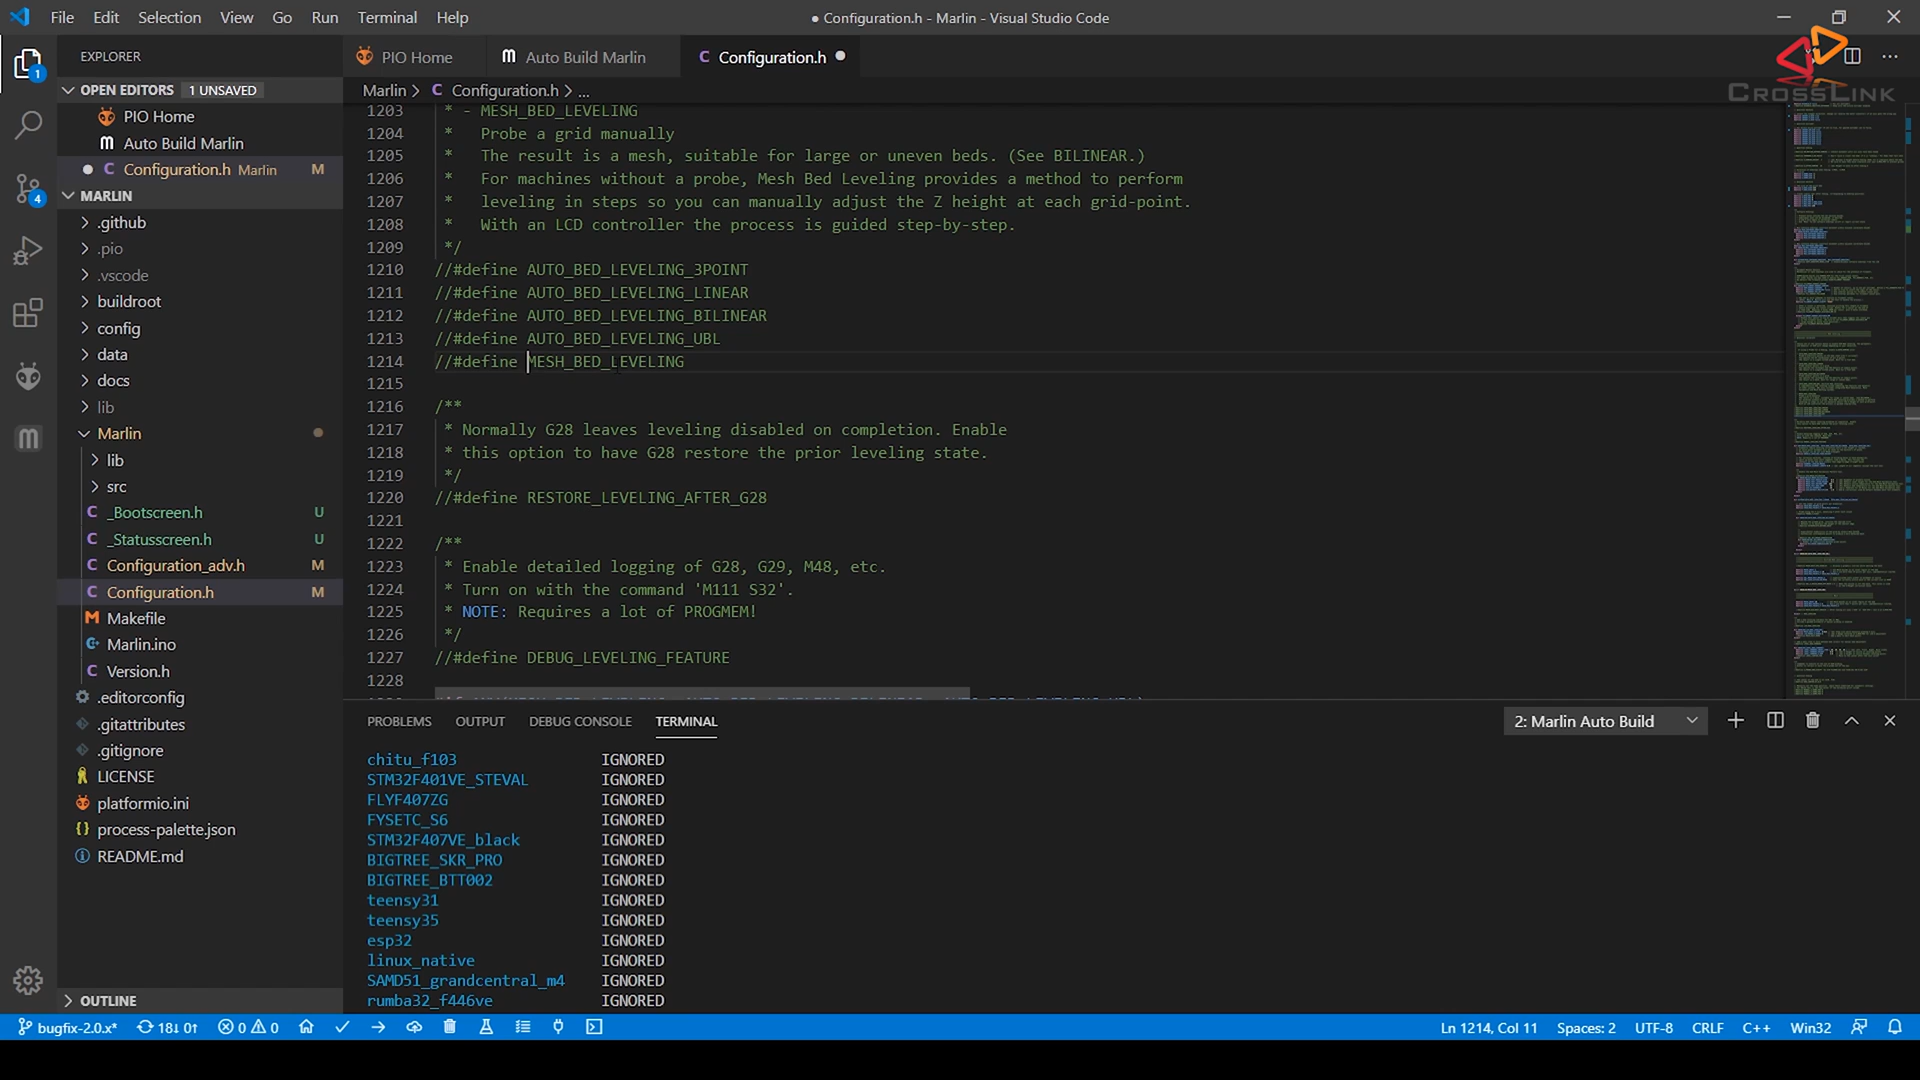 File Edit Selection View Go Run Terminal Help
● Configuration.h - Marlin - Visual Studio Code
EXPLORER
PIO Home
Auto Build Marlin
Configuration.h
CROSSLINK
OPEN EDITORS 1 UNSAVED
PIO Home
Auto Build Marlin
Configuration.h Marlin M
MARLIN
.github
.pio
.vscode
buildroot
config
data
docs
lib
Marlin
lib
src
_Bootscreen.h U
_Statusscreen.h U
Configuration_adv.h M
Configuration.h M
Makefile
Marlin.ino
Version.h
.editorconfig
.gitattributes
.gitignore
LICENSE
platformio.ini
process-palette.json
README.md
OUTLINE
1
4
Marlin > C Configuration.h > ...
1203 * - MESH_BED_LEVELING
1204 * Probe a grid manually
1205 * The result is a mesh, suitable for large or uneven beds. (See BILINEAR.)
1206 * For machines without a probe, Mesh Bed Leveling provides a method to perform
1207 * leveling in steps so you can manually adjust the Z height at each grid-point.
1208 * With an LCD controller the process is guided step-by-step.
1209 */
1210 //#define AUTO_BED_LEVELING_3POINT
1211 //#define AUTO_BED_LEVELING_LINEAR
1212 //#define AUTO_BED_LEVELING_BILINEAR
1213 //#define AUTO_BED_LEVELING_UBL
1214 //#define MESH_BED_LEVELING
1215
1216 /**
1217 * Normally G28 leaves leveling disabled on completion. Enable
1218 * this option to have G28 restore the prior leveling state.
1219 */
1220 //#define RESTORE_LEVELING_AFTER_G28
1221
1222 /**
1223 * Enable detailed logging of G28, G29, M48, etc.
1224 * Turn on with the command 'M111 S32'.
1225 * NOTE: Requires a lot of PROGMEM!
1226 */
1227 //#define DEBUG_LEVELING_FEATURE
1228
PROBLEMS OUTPUT DEBUG CONSOLE TERMINAL
2: Marlin Auto Build
chitu_f103 IGNORED
STM32F401VE_STEVAL IGNORED
FLYF407ZG IGNORED
FYSETC_S6 IGNORED
STM32F407VE_black IGNORED
BIGTREE_SKR_PRO IGNORED
BIGTREE_BTT002 IGNORED
teensy31 IGNORED
teensy35 IGNORED
esp32 IGNORED
linux_native IGNORED
SAMD51_grandcentral_m4 IGNORED
rumba32_f446ve IGNORED
bugfix-2.0.x* 18↓ 0↑ 0 0
Ln 1214, Col 11 Spaces: 2 UTF-8 CRLF C++ Win32